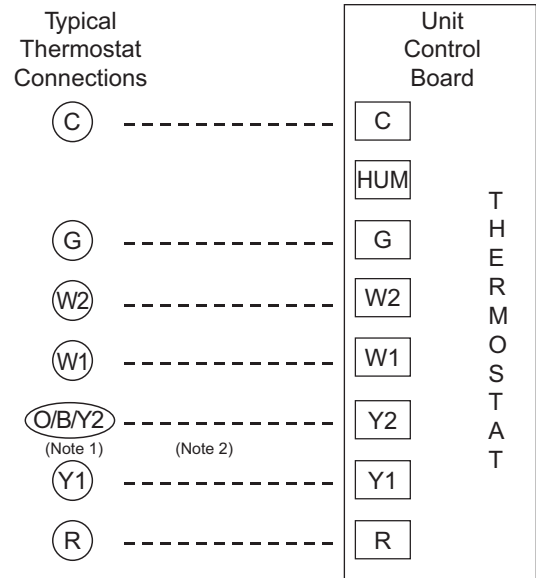 Typical
Thermostat
Connections
Unit
Control
Board
C
C
HUM
G
G
W2
W2
W1
W1
O/B/Y2
Y2
(Note 1)
(Note 2)
Y1
Y1
R
R
THERMOSTAT